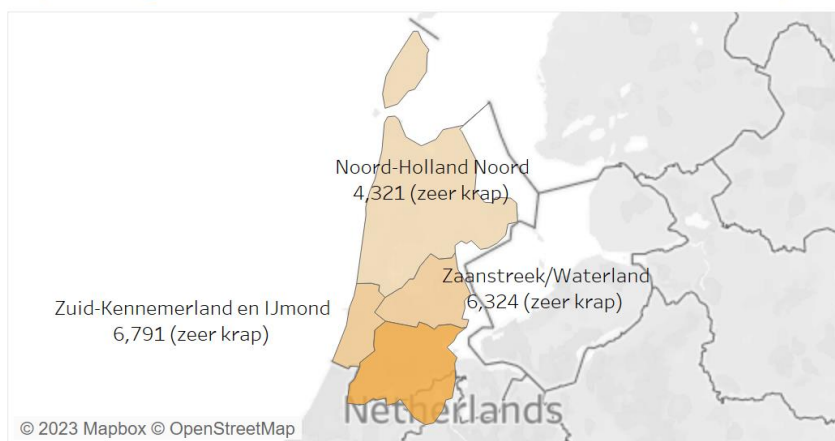 Noord-Holland Noord
4,321 (zeer krap)
Zaanstreek/Waterland
6,324 (zeer krap)
Zuid-Kennemerland en IJmond
6,791 (zeer krap)
Netherlands
© 2023 Mapbox © OpenStreetMap